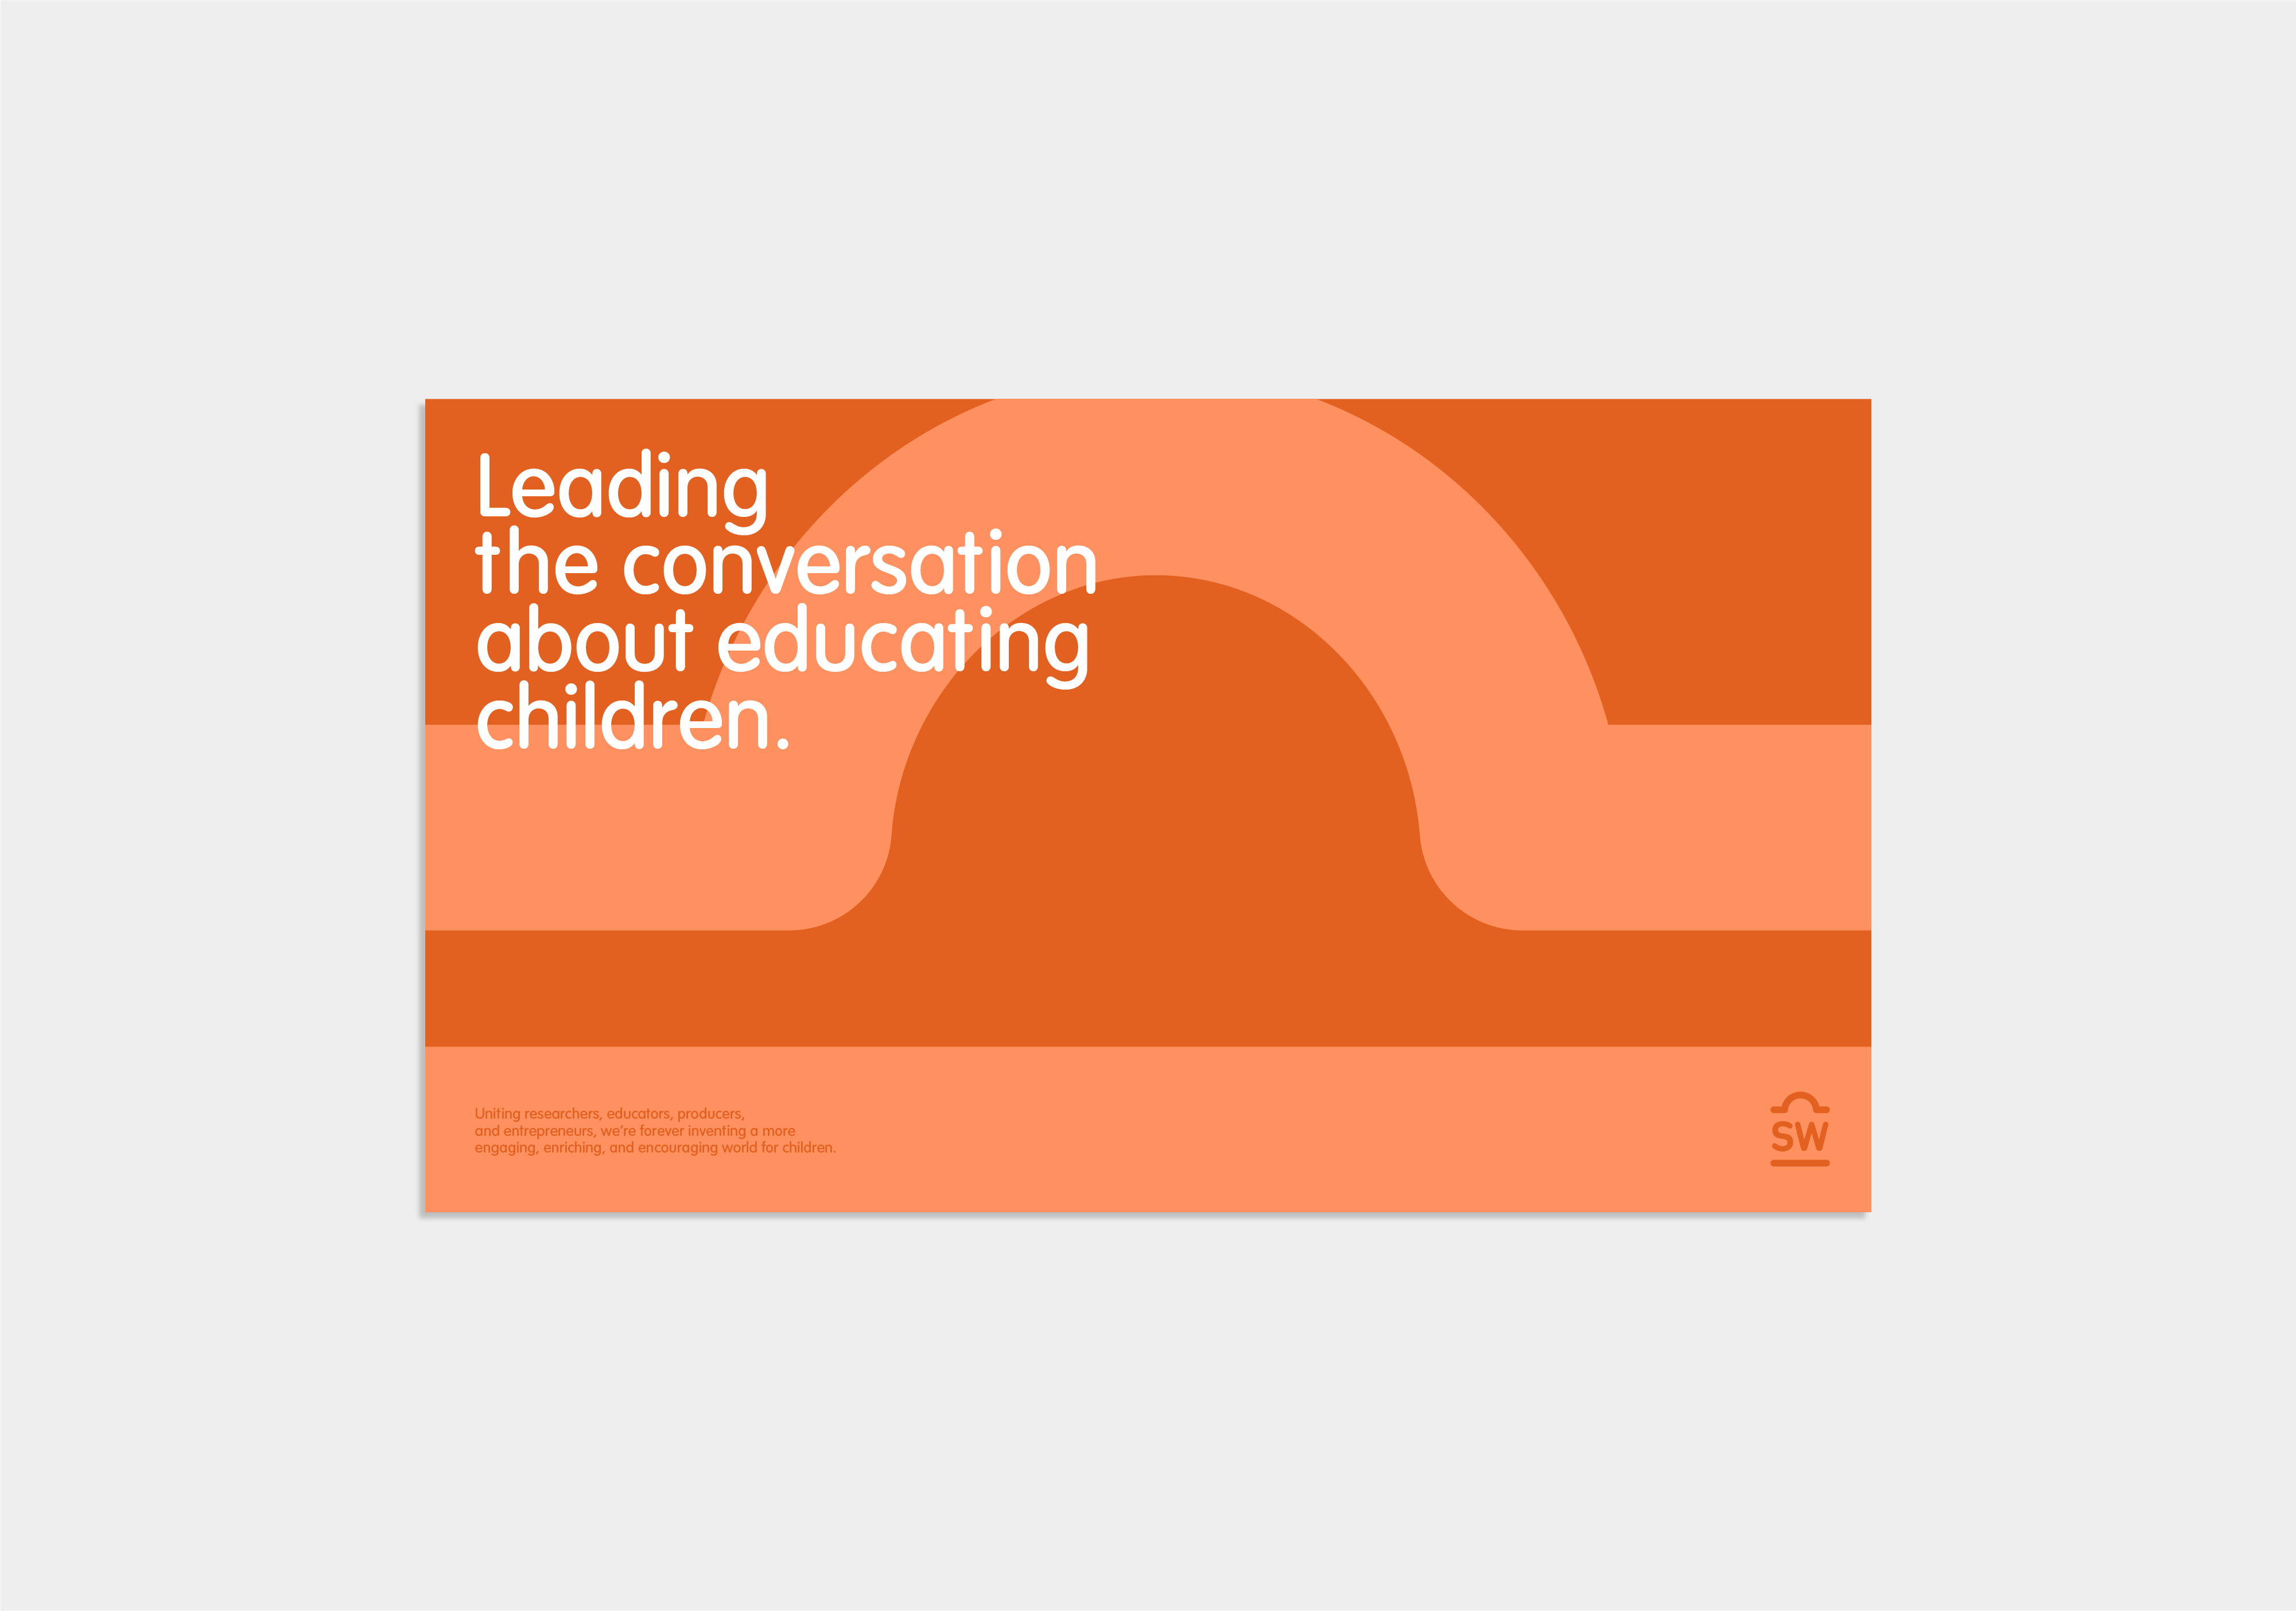 Leading
the conversation
about educating
children.
Uniting researchers, educators, producers,
and entrepreneurs, we’re forever inventing a more
engaging, enriching, and encouraging world for children.
SW